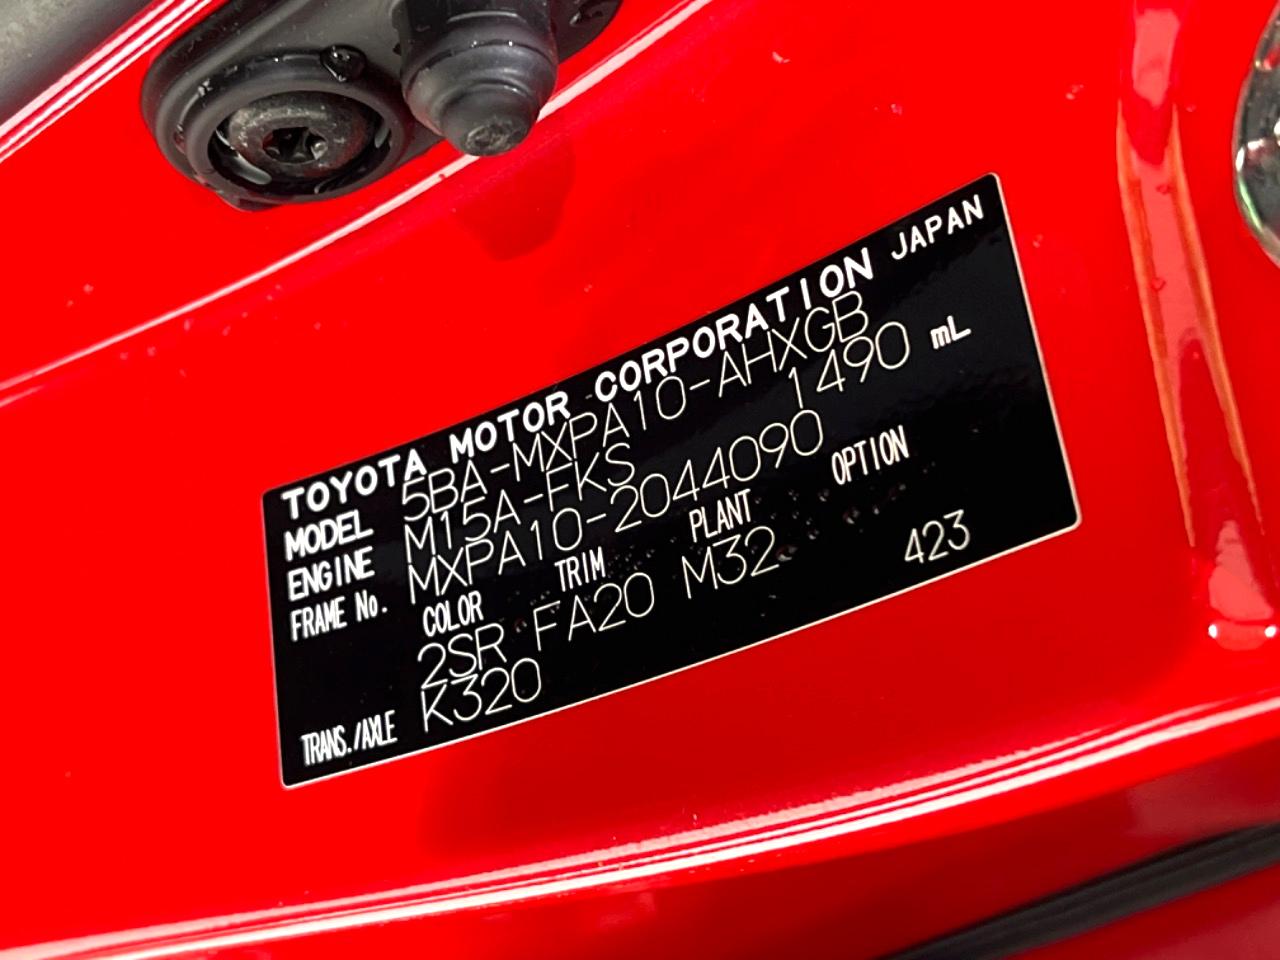 TOYOTA MOTOR CORPORATION JAPAN
MODEL 5BA-MXPA10-AHXGB
ENGINE M15A-FKS 1490 mL
FRAME No. MXPA10-2044090
COLOR TRIM PLANT OPTION
2SR FA20 M32 423
TRANS./AXLE K320